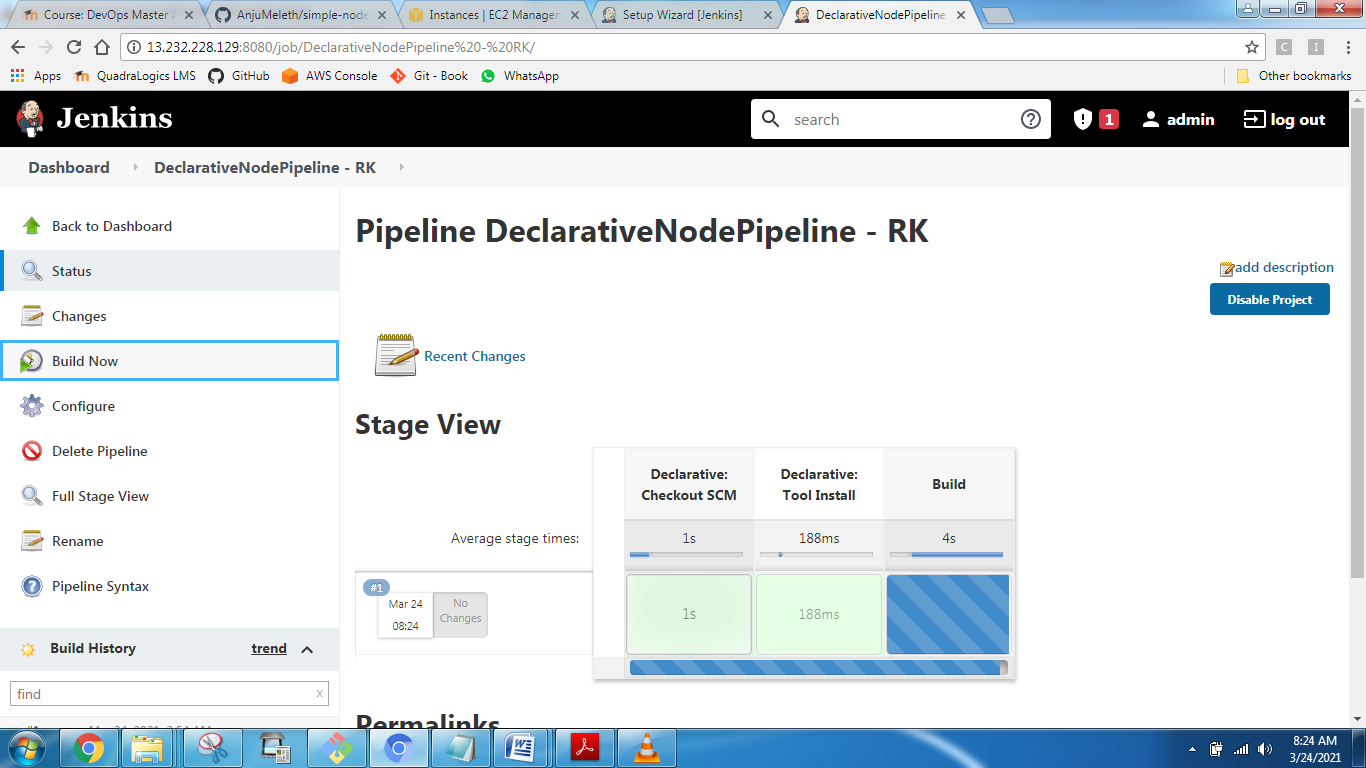 Course: DevOps Master A
AnjuMeleth/simple-node
Instances | EC2 Managem
Setup Wizard [Jenkins]
DeclarativeNodePipeline
13.232.228.129:8080/job/DeclarativeNodePipeline%20-%20RK/
C
I
Apps
QuadraLogics LMS
GitHub
AWS Console
Git - Book
WhatsApp
Other bookmarks
Jenkins
search
1
admin
log out
Dashboard
DeclarativeNodePipeline - RK
Back to Dashboard
Status
Changes
Build Now
Configure
Delete Pipeline
Full Stage View
Rename
Pipeline Syntax
Build History
trend
find
x
Pipeline DeclarativeNodePipeline - RK
add description
Disable Project
Recent Changes
Stage View
Declarative:
Checkout SCM
Declarative:
Tool Install
Build
Average stage times:
1s
188ms
4s
#1
Mar 24
08:24
No
Changes
1s
188ms
Permalinks
8:24 AM
3/24/2021